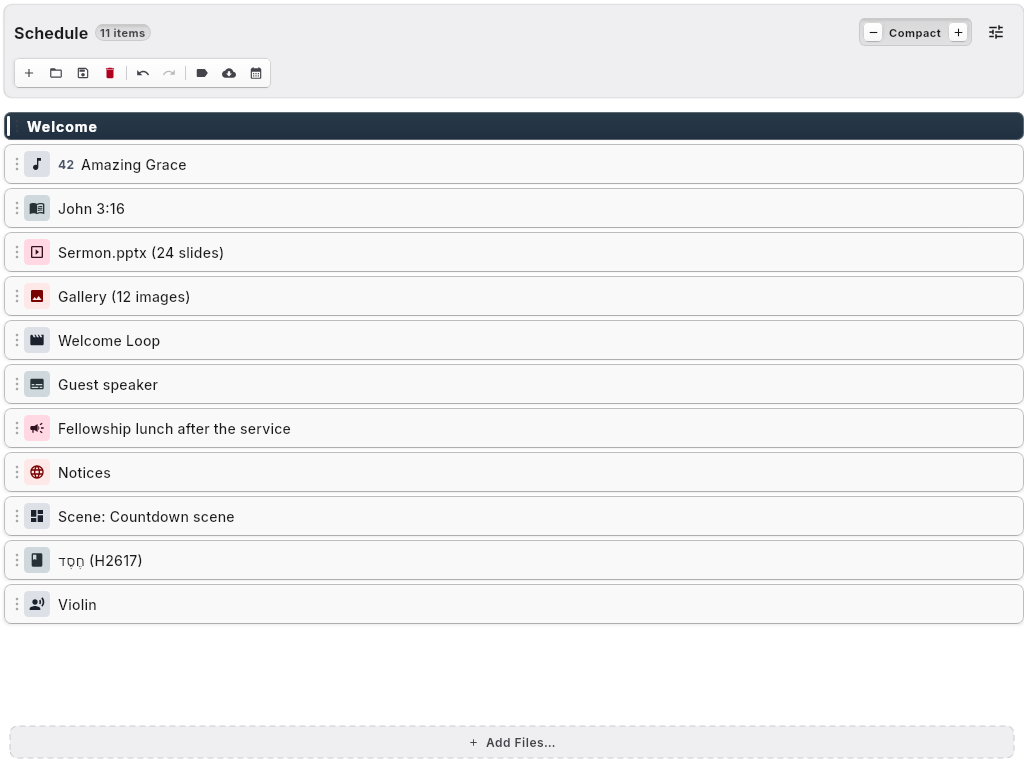 Schedule 11 items
Compact
Welcome
42 Amazing Grace
John 3:16
Sermon.pptx (24 slides)
Gallery (12 images)
Welcome Loop
Guest speaker
Fellowship lunch after the service
Notices
Scene: Countdown scene
חֶסֶד (H2617)
Violin
Add Files...